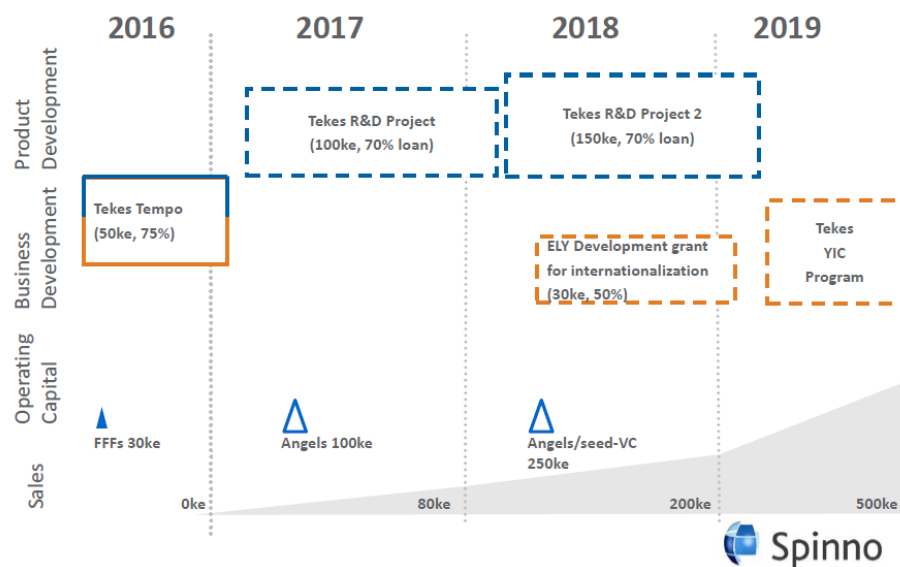 2016 2017 2018 2019
Product
Development
Tekes R&D Project
(100ke, 70% loan)
Tekes R&D Project 2
(150ke, 70% loan)
Business
Development
Tekes Tempo
(50ke, 75%)
ELY Development grant
for internationalization
(30ke, 50%)
Tekes
YIC
Program
Operating
Capital
FFFs 30ke
Angels 100ke
Angels/seed-VC
250ke
Sales
0ke 80ke 200ke 500ke
Spinno